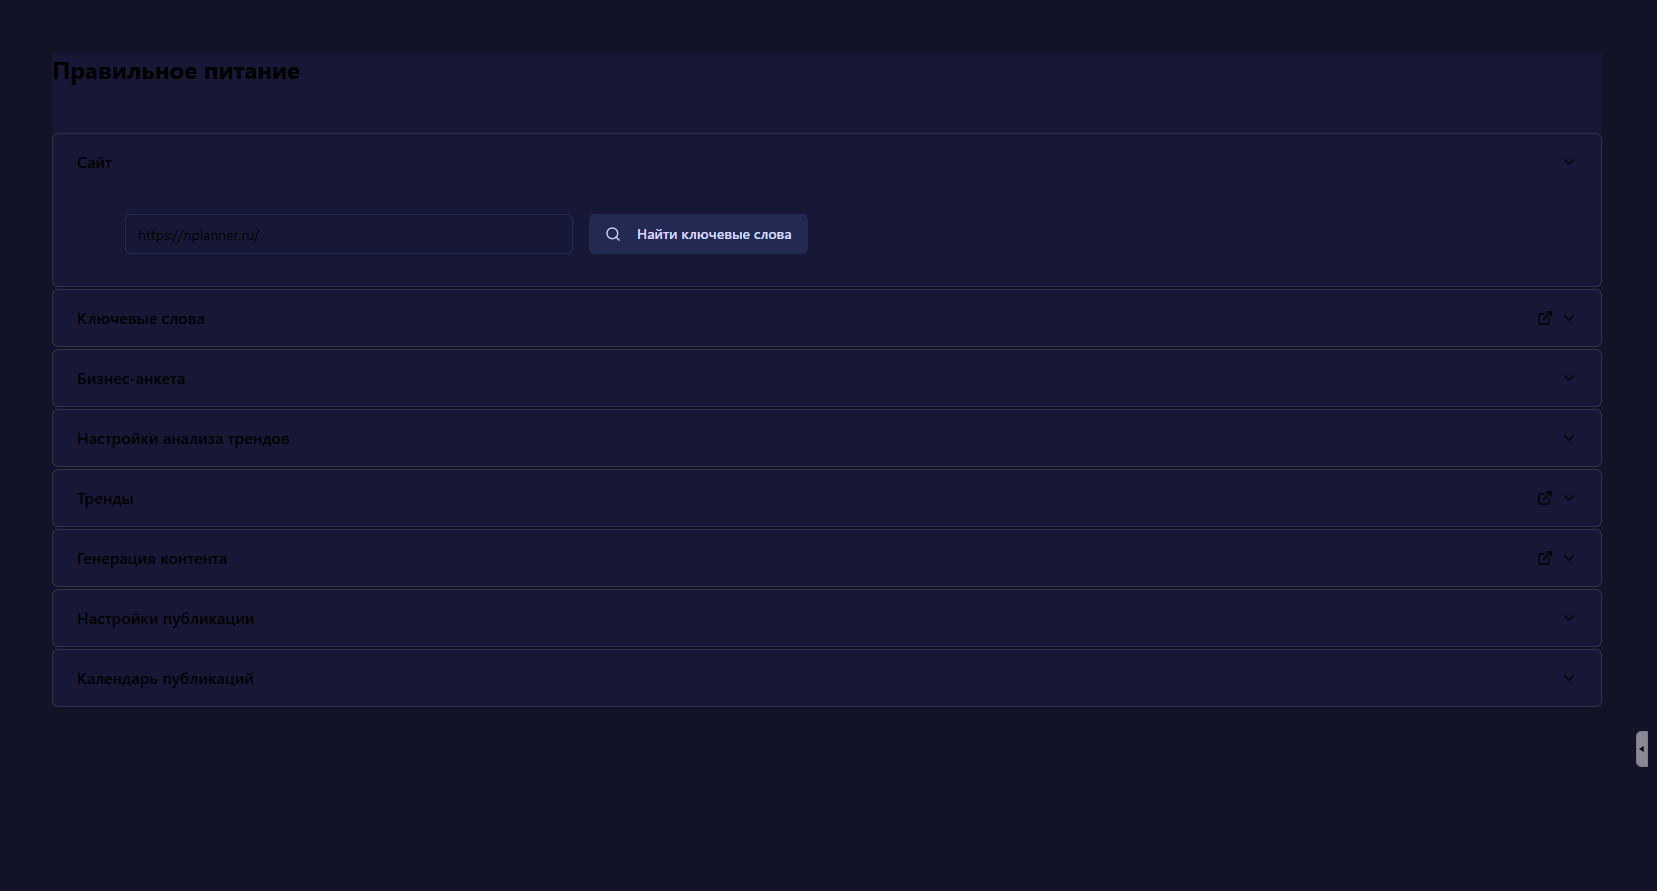 Правильное питание
Сайт
https://nplanner.ru/
Найти ключевые слова
Ключевые слова
Бизнес-анкета
Настройки анализа трендов
Тренды
Генерация контента
Настройки публикации
Календарь публикаций